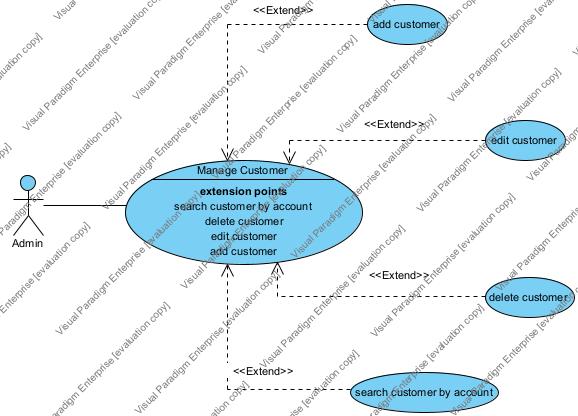 <<Extend>>
add customer
<<Extend>>
edit customer
Manage Customer
extension points
search customer by account
delete customer
edit customer
add customer
Admin
<<Extend>>
delete customer
<<Extend>>
search customer by account
Visual Paradigm Enterprise [evaluation copy]